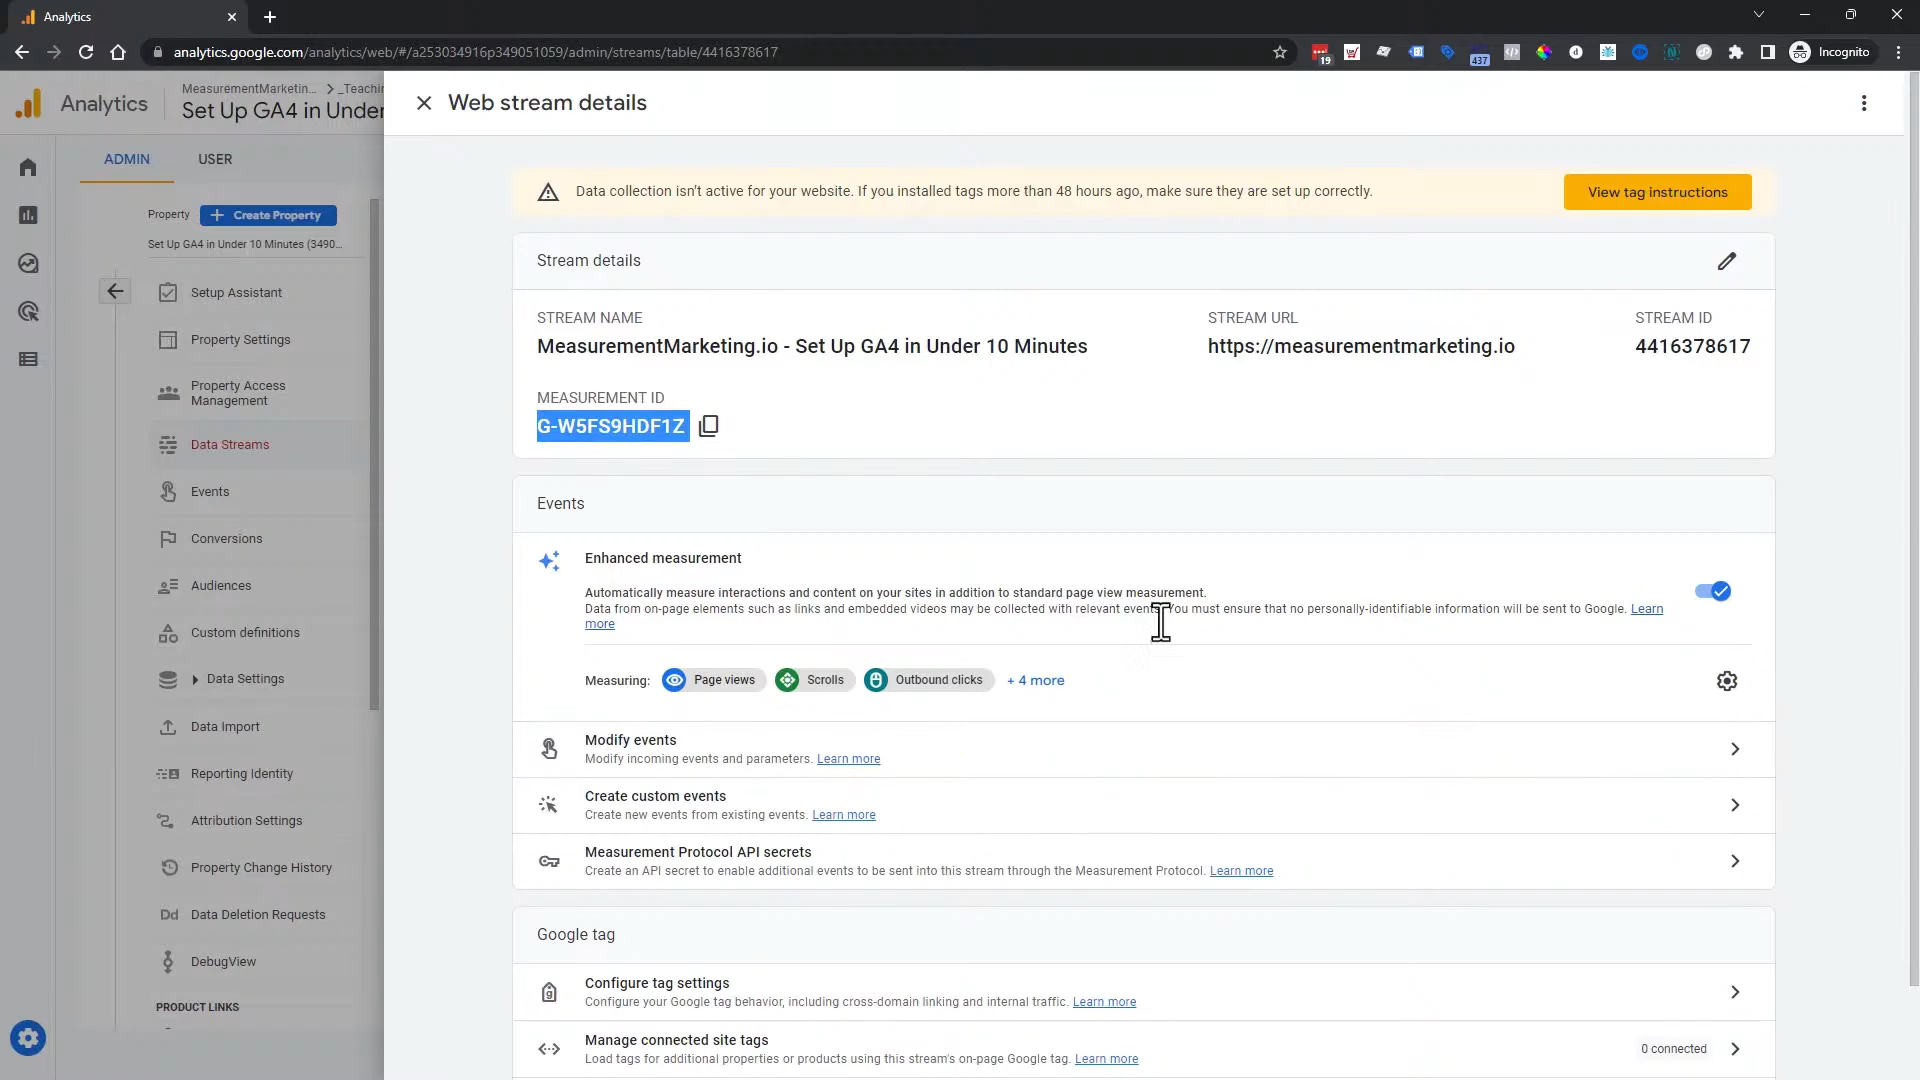 Analytics
analytics.google.com/analytics/web/#/a253034916p349051059/admin/streams/table/4416378617
19
437
Incognito
Analytics
MeasurementMarketin... > _Teachin
Set Up GA4 in Under
Web stream details
ADMIN
USER
Property
Create Property
Set Up GA4 in Under 10 Minutes (3490...
Setup Assistant
Property Settings
Property Access
Management
Data Streams
Events
Conversions
Audiences
Custom definitions
Data Settings
Data Import
Reporting Identity
Attribution Settings
Property Change History
Dd Data Deletion Requests
DebugView
PRODUCT LINKS
Data collection isn't active for your website. If you installed tags more than 48 hours ago, make sure they are set up correctly.
View tag instructions
Stream details
STREAM NAME
MeasurementMarketing.io - Set Up GA4 in Under 10 Minutes
STREAM URL
https://measurementmarketing.io
STREAM ID
4416378617
MEASUREMENT ID
G-W5FS9HDF1Z
Events
Enhanced measurement
Automatically measure interactions and content on your sites in addition to standard page view measurement.
Data from on-page elements such as links and embedded videos may be collected with relevant events. You must ensure that no personally-identifiable information will be sent to Google. Learn
more
Measuring: Page views Scrolls Outbound clicks + 4 more
Modify events
Modify incoming events and parameters. Learn more
Create custom events
Create new events from existing events. Learn more
Measurement Protocol API secrets
Create an API secret to enable additional events to be sent into this stream through the Measurement Protocol. Learn more
Google tag
Configure tag settings
Configure your Google tag behavior, including cross-domain linking and internal traffic. Learn more
Manage connected site tags
Load tags for additional properties or products using this stream's on-page Google tag. Learn more
0 connected